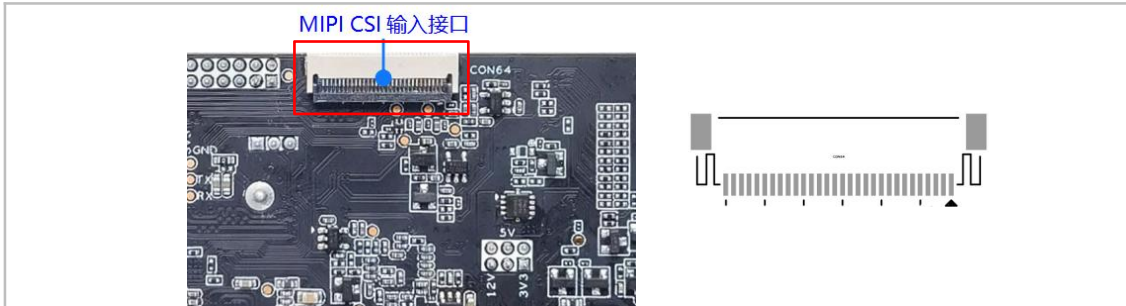 MIPI CSI 输入接口
CON64
GND
TX
RX
5V
12V
3V3